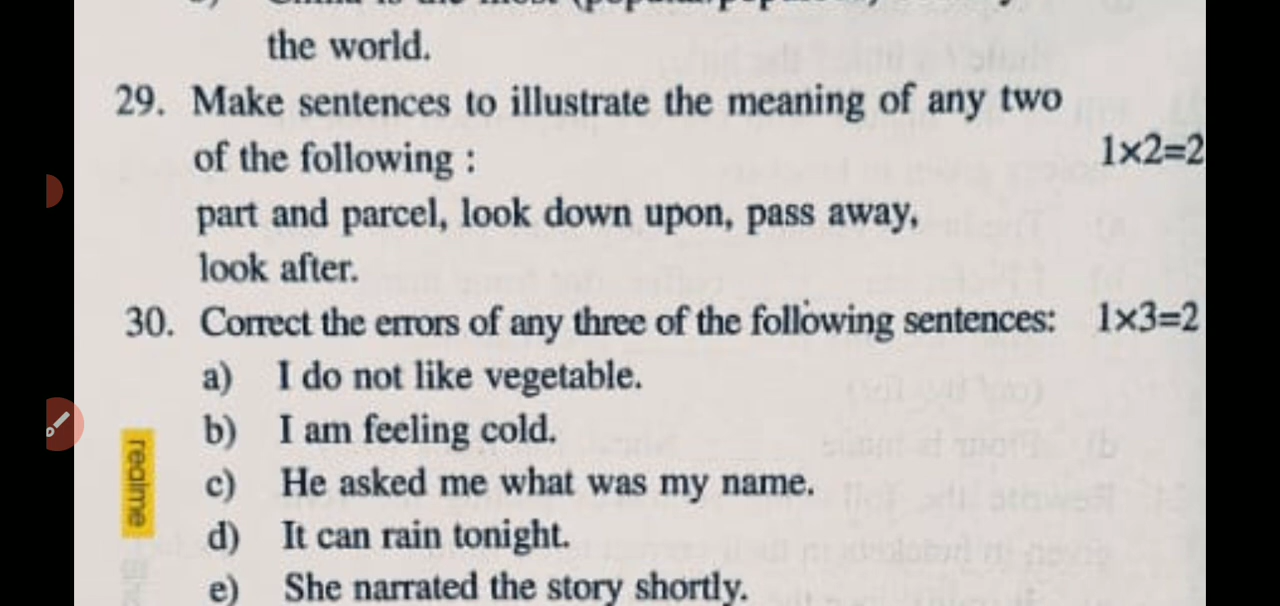 the world.
29. Make sentences to illustrate the meaning of any two
of the following :
1×2=2
part and parcel, look down upon, pass away,
look after.
30. Correct the errors of any three of the following sentences: 1×3=2
a) I do not like vegetable.
b) I am feeling cold.
c) He asked me what was my name.
d) It can rain tonight.
e) She narrated the story shortly.
realme